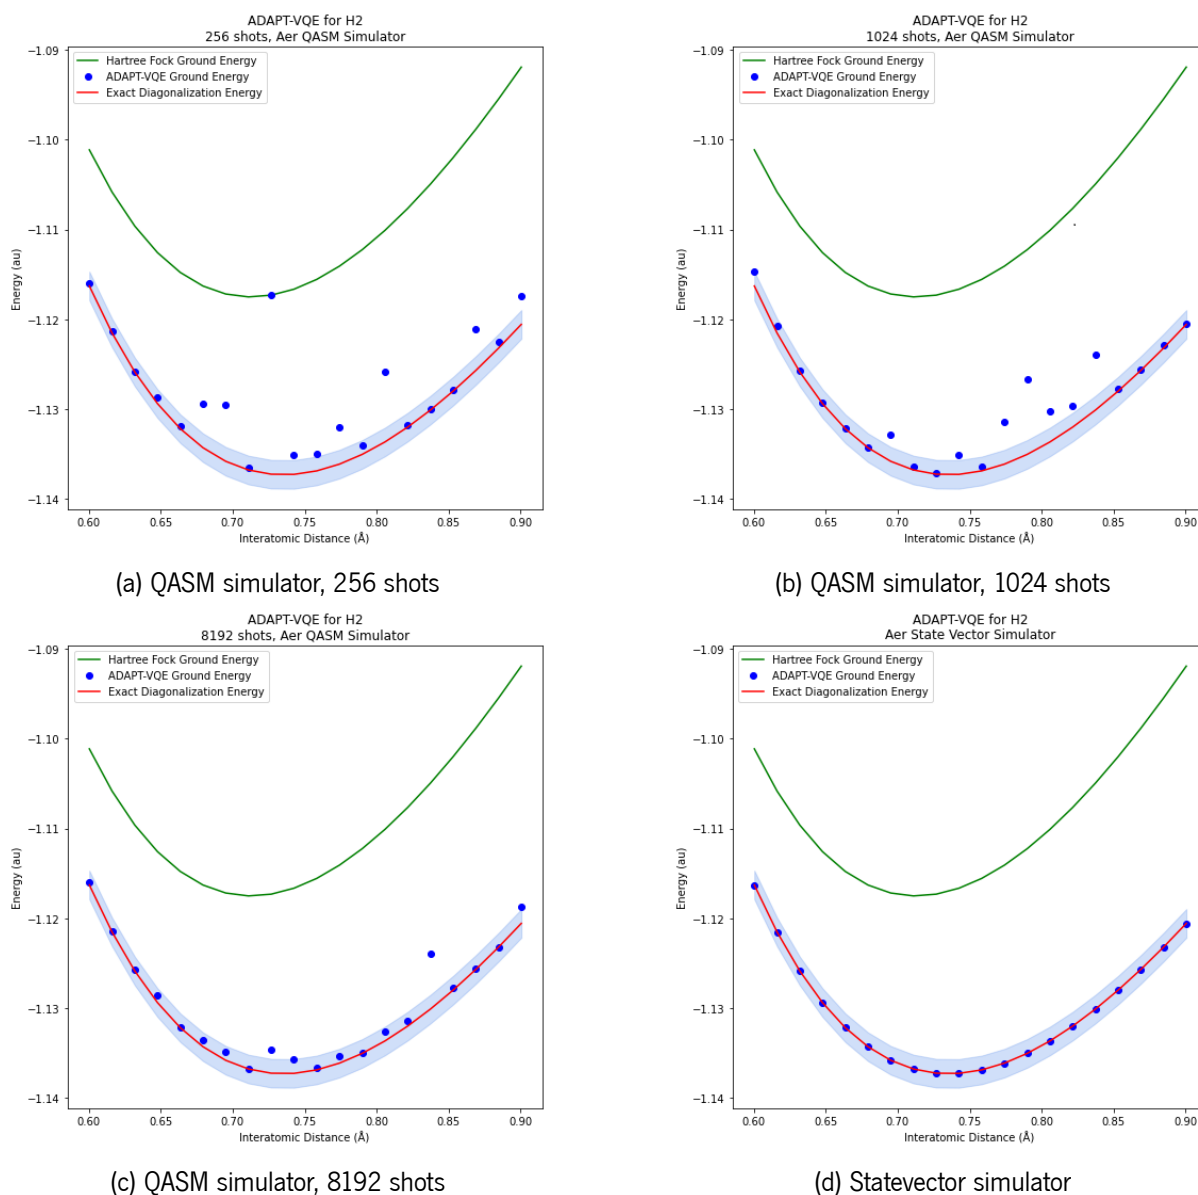 ADAPT-VQE for H2
256 shots, Aer QASM Simulator
Hartree Fock Ground Energy
ADAPT-VQE Ground Energy
Exact Diagonalization Energy
−1.09
−1.10
−1.11
−1.12
−1.13
−1.14
Energy (au)
0.60 0.65 0.70 0.75 0.80 0.85 0.90
Interatomic Distance (Å)
(a) QASM simulator, 256 shots
ADAPT-VQE for H2
1024 shots, Aer QASM Simulator
Hartree Fock Ground Energy
ADAPT-VQE Ground Energy
Exact Diagonalization Energy
−1.09
−1.10
−1.11
−1.12
−1.13
−1.14
Energy (au)
0.60 0.65 0.70 0.75 0.80 0.85 0.90
Interatomic Distance (Å)
(b) QASM simulator, 1024 shots
ADAPT-VQE for H2
8192 shots, Aer QASM Simulator
Hartree Fock Ground Energy
ADAPT-VQE Ground Energy
Exact Diagonalization Energy
−1.09
−1.10
−1.11
−1.12
−1.13
−1.14
Energy (au)
0.60 0.65 0.70 0.75 0.80 0.85 0.90
Interatomic Distance (Å)
(c) QASM simulator, 8192 shots
ADAPT-VQE for H2
Aer State Vector Simulator
Hartree Fock Ground Energy
ADAPT-VQE Ground Energy
Exact Diagonalization Energy
−1.09
−1.10
−1.11
−1.12
−1.13
−1.14
Energy (au)
0.60 0.65 0.70 0.75 0.80 0.85 0.90
Interatomic Distance (Å)
(d) Statevector simulator